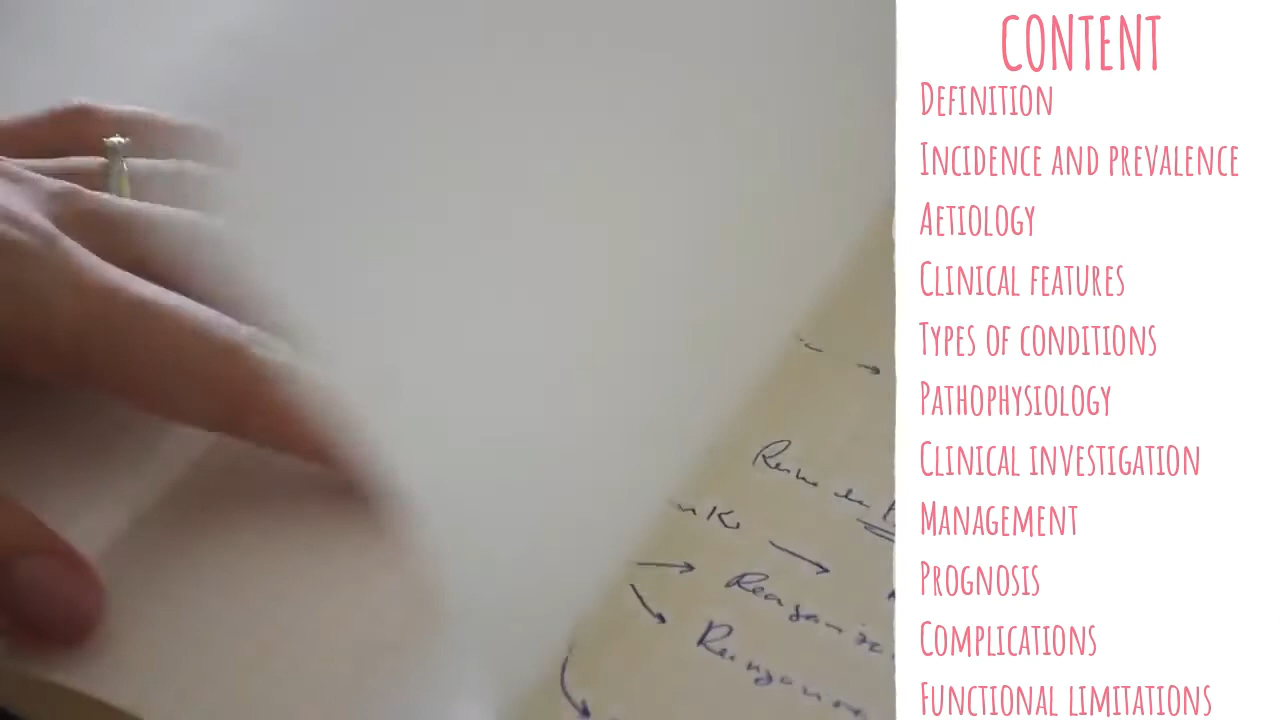 CONTENT
DEFINITION
INCIDENCE AND PREVALENCE
AETIOLOGY
CLINICAL FEATURES
TYPES OF CONDITIONS
PATHOPHYSIOLOGY
CLINICAL INVESTIGATION
MANAGEMENT
PROGNOSIS
COMPLICATIONS
FUNCTIONAL LIMITATIONS